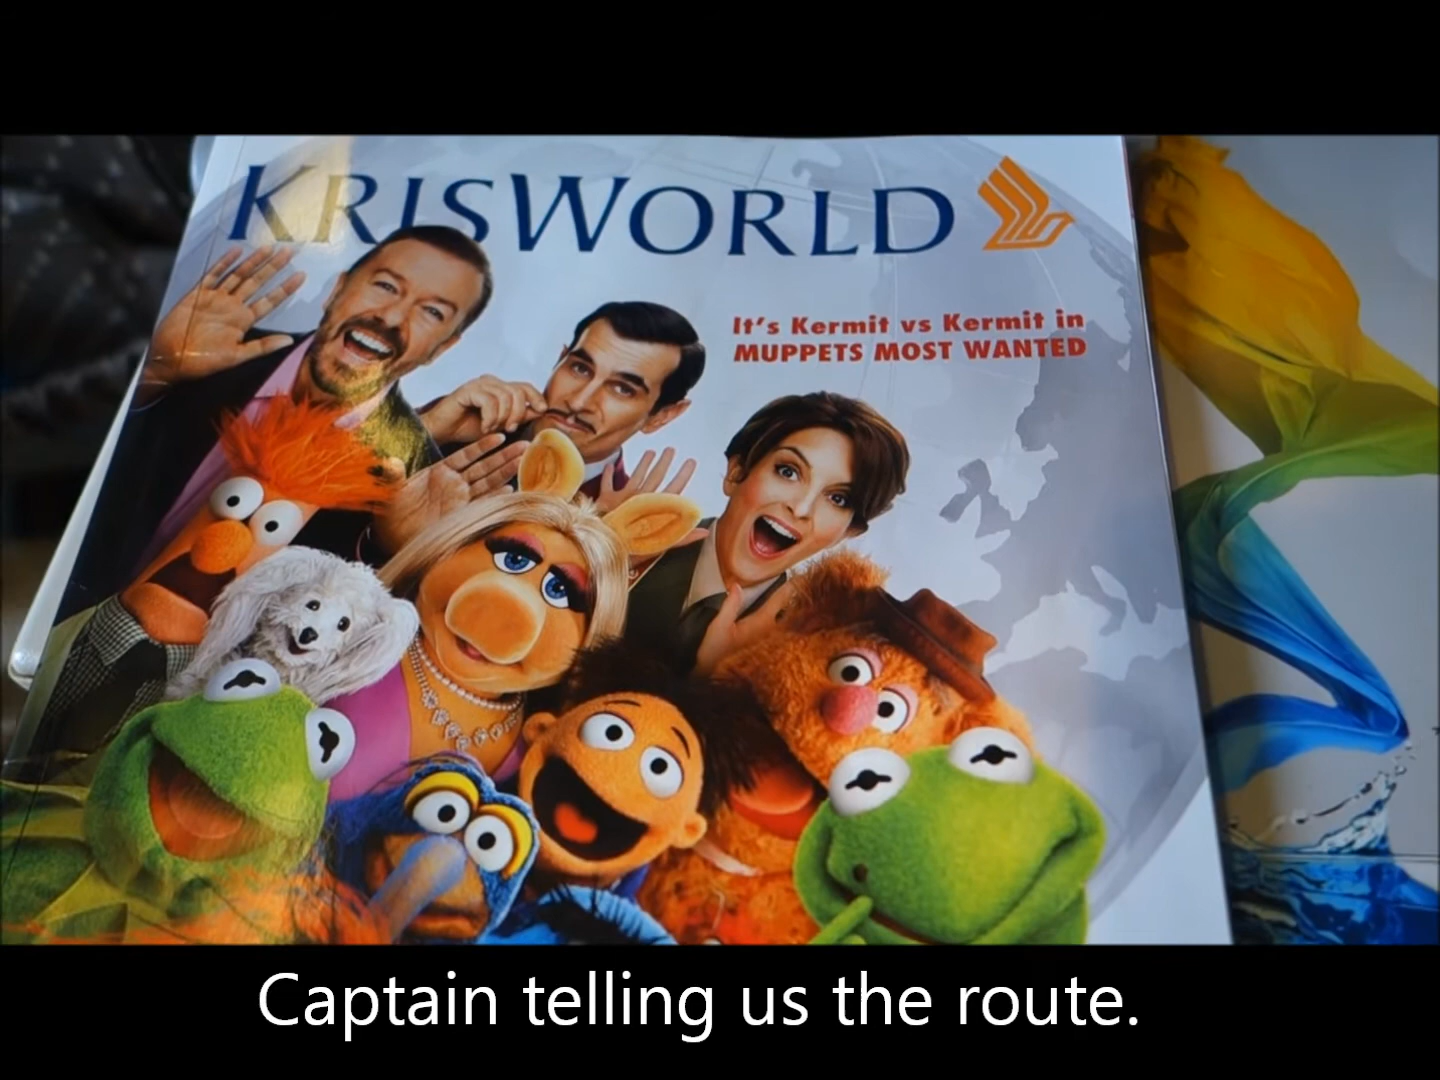 KRISWORLD
It's Kermit vs Kermit in
MUPPETS MOST WANTED
Captain telling us the route.